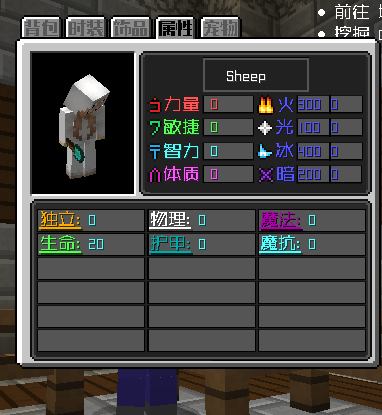 • 前往
• 挖掘
背包 时装 饰品 属性 宠物
Sheep
力量 0 火 300 0
敏捷 0 光 100 0
智力 0 冰 400 0
体质 0 暗 200 0
独立: 0 物理: 0 魔法: 0
生命: 20 护甲: 0 魔抗: 0